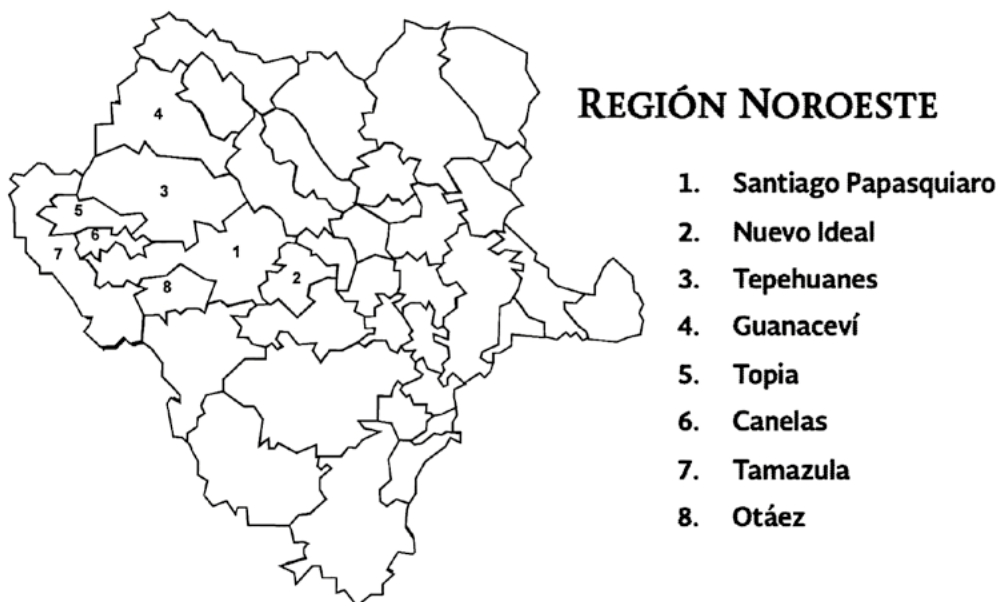 REGIÓN NOROESTE
1. Santiago Papasquiaro
2. Nuevo Ideal
3. Tepehuanes
4. Guanaceví
5. Topia
6. Canelas
7. Tamazula
8. Otáez
4
3
5
6
7
1
2
8